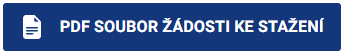 PDF SOUBOR ŽÁDOSTI KE STAŽENÍ